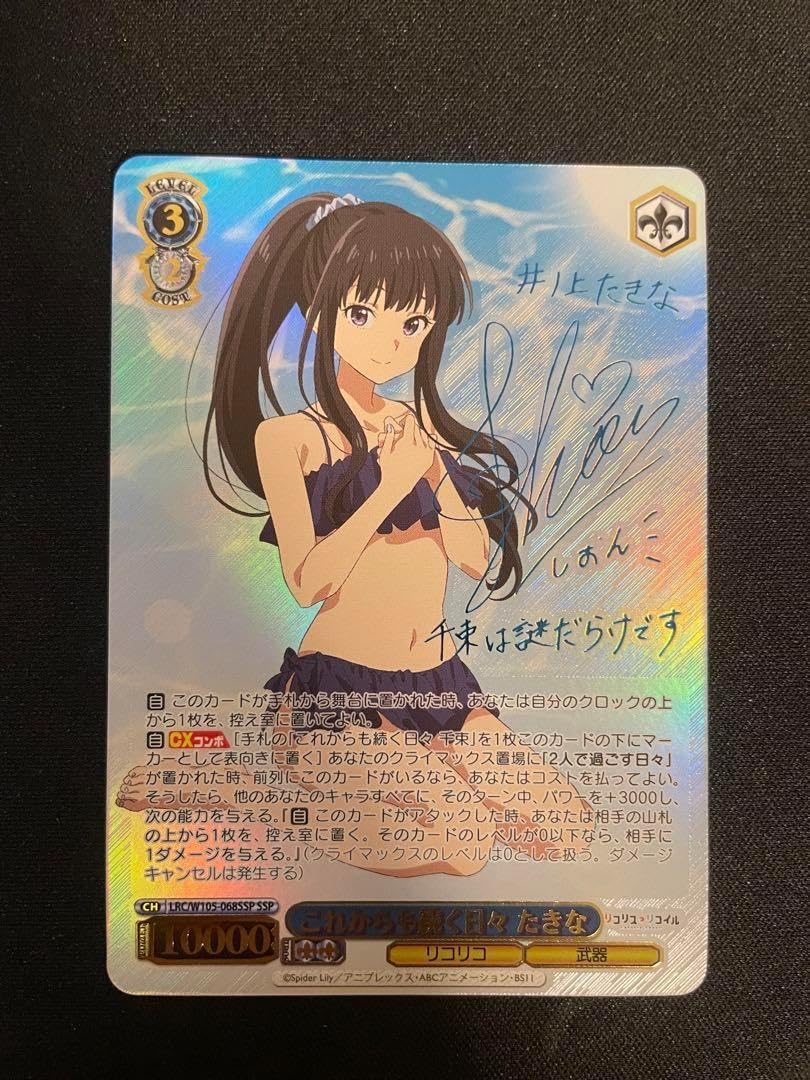 LEVEL
3
2
COST
井ノ上たきな
しおんこ
千束は謎だらけです
自 このカードが手札から舞台に置かれた時、あなたは自分のクロックの上
から1枚を、控え室に置いてよい。
自 CXコンボ ［手札の「これからも続く日々 千束」を1枚このカードの下にマー
カーとして表向きに置く］ あなたのクライマックス置場に「2人で過ごす日々」
が置かれた時、前列にこのカードがいるなら、あなたはコストを払ってよい。
そうしたら、他のあなたのキャラすべてに、そのターン中、パワーを＋3000し、
次の能力を与える。『自 このカードがアタックした時、あなたは相手の山札
の上から1枚を、控え室に置く。そのカードのレベルが0以下なら、相手に
1ダメージを与える。』（クライマックスのレベルは0として扱う。ダメージ
キャンセルは発生する）
CH LRC/W105-068SSP SSP
これからも続く日々 たきな
リコリス・リコイル
10000
SOUL
リコリコ
武器
©Spider Lily／アニプレックス・ABCアニメーション・BS11